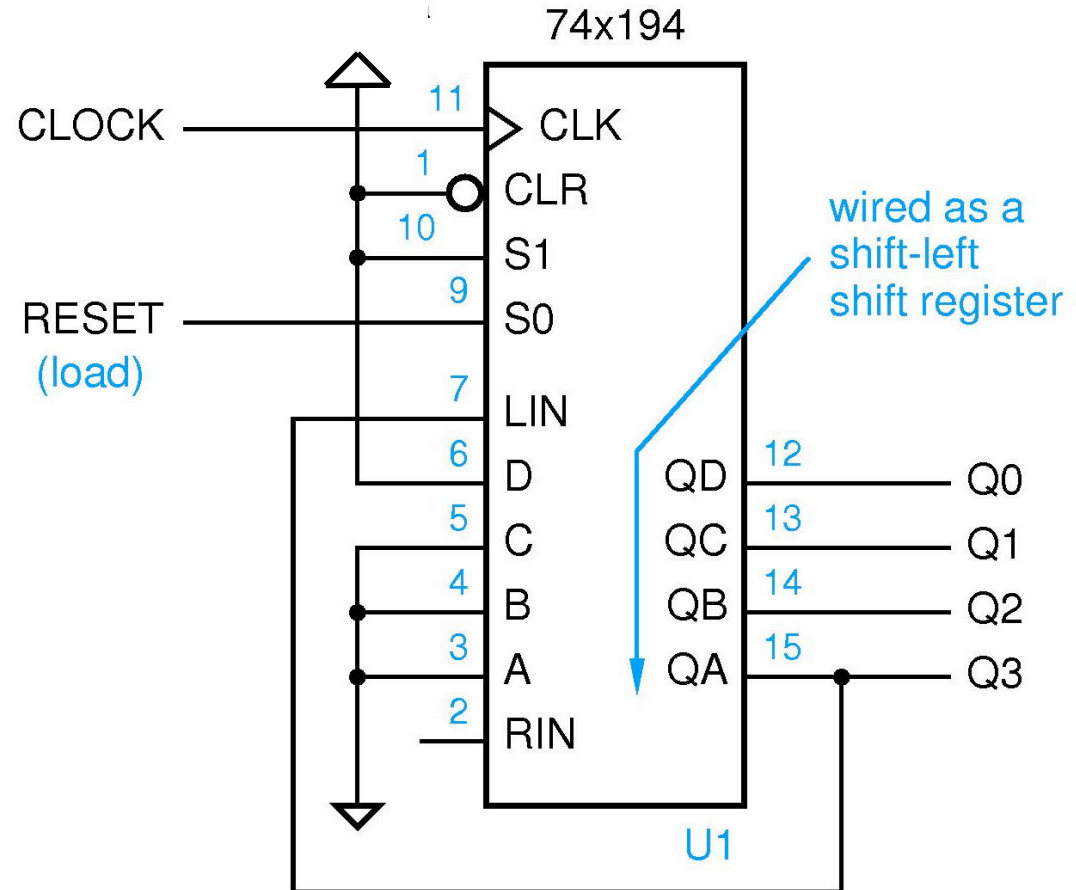 74x194
CLOCK
11
CLK
1
CLR
10
S1
9
RESET
S0
(load)
wired as a
shift-left
shift register
7
LIN
6
D
QD
12
Q0
5
C
QC
13
Q1
4
B
QB
14
Q2
3
A
QA
15
Q3
2
RIN
U1